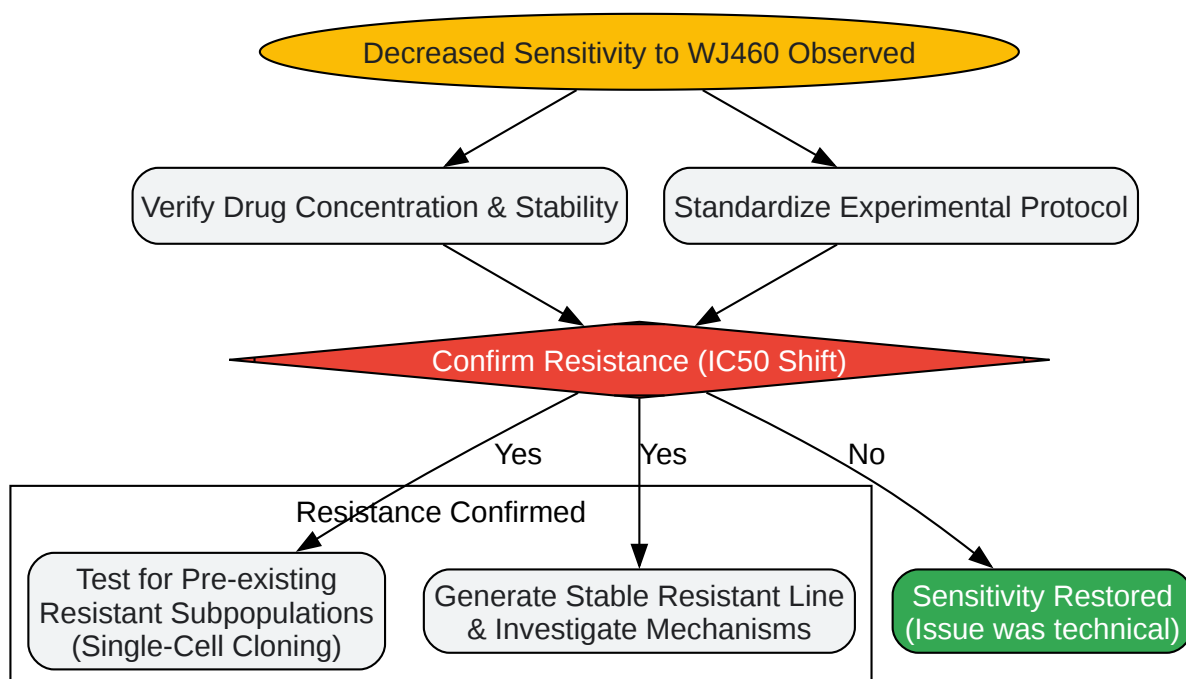 Decreased Sensitivity to WJ460 Observed
Verify Drug Concentration & Stability
Standardize Experimental Protocol
Confirm Resistance (IC50 Shift)
Yes
Yes
No
Resistance Confirmed
Test for Pre-existing
Resistant Subpopulations
(Single-Cell Cloning)
Generate Stable Resistant Line
& Investigate Mechanisms
Sensitivity Restored
(Issue was technical)